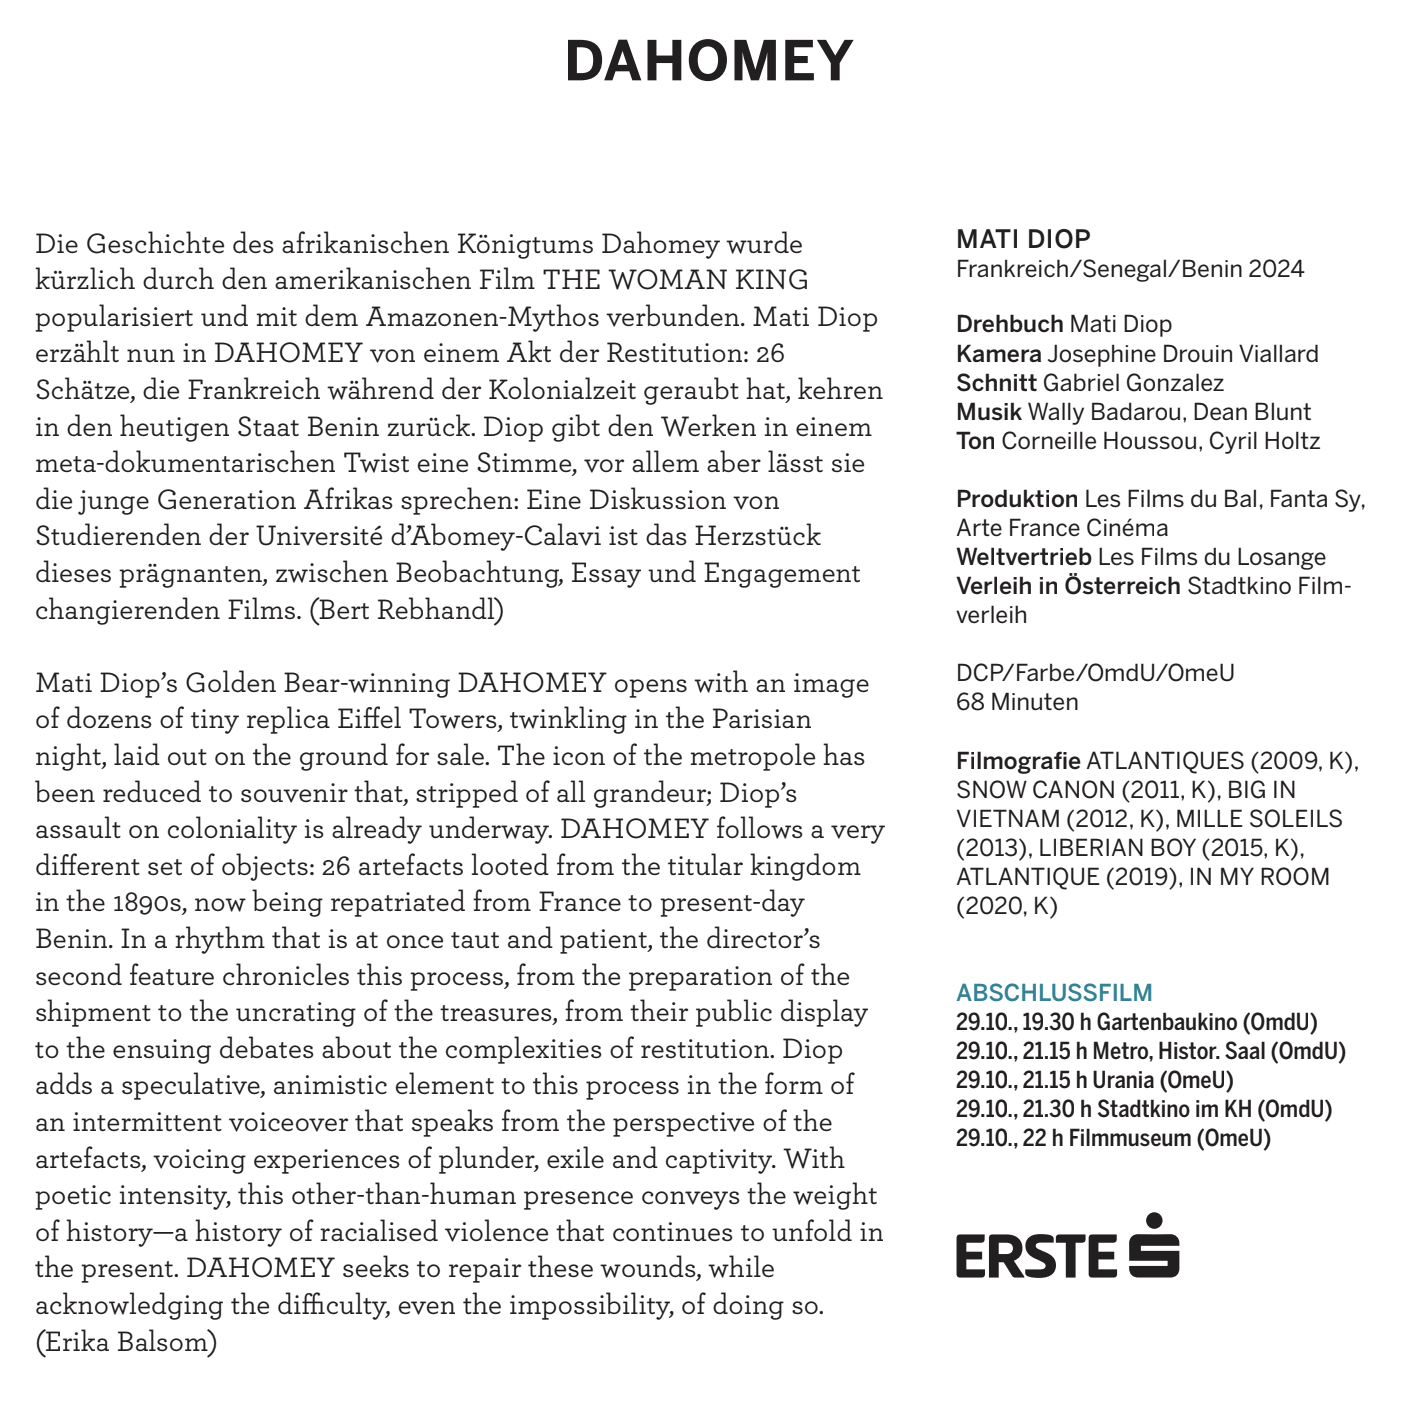 DAHOMEY
Die Geschichte des afrikanischen Königtums Dahomey wurde
kürzlich durch den amerikanischen Film THE WOMAN KING
popularisiert und mit dem Amazonen-Mythos verbunden. Mati Diop
erzählt nun in DAHOMEY von einem Akt der Restitution: 26
Schätze, die Frankreich während der Kolonialzeit geraubt hat, kehren
in den heutigen Staat Benin zurück. Diop gibt den Werken in einem
meta-dokumentarischen Twist eine Stimme, vor allem aber lässt sie
die junge Generation Afrikas sprechen: Eine Diskussion von
Studierenden der Université d’Abomey-Calavi ist das Herzstück
dieses prägnanten, zwischen Beobachtung, Essay und Engagement
changierenden Films. (Bert Rebhandl)
Mati Diop’s Golden Bear-winning DAHOMEY opens with an image
of dozens of tiny replica Eiffel Towers, twinkling in the Parisian
night, laid out on the ground for sale. The icon of the metropole has
been reduced to souvenir that, stripped of all grandeur; Diop’s
assault on coloniality is already underway. DAHOMEY follows a very
different set of objects: 26 artefacts looted from the titular kingdom
in the 1890s, now being repatriated from France to present-day
Benin. In a rhythm that is at once taut and patient, the director’s
second feature chronicles this process, from the preparation of the
shipment to the uncrating of the treasures, from their public display
to the ensuing debates about the complexities of restitution. Diop
adds a speculative, animistic element to this process in the form of
an intermittent voiceover that speaks from the perspective of the
artefacts, voicing experiences of plunder, exile and captivity. With
poetic intensity, this other-than-human presence conveys the weight
of history—a history of racialised violence that continues to unfold in
the present. DAHOMEY seeks to repair these wounds, while
acknowledging the difficulty, even the impossibility, of doing so.
(Erika Balsom)
MATI DIOP
Frankreich/Senegal/Benin 2024
Drehbuch Mati Diop
Kamera Josephine Drouin Viallard
Schnitt Gabriel Gonzalez
Musik Wally Badarou, Dean Blunt
Ton Corneille Houssou, Cyril Holtz
Produktion Les Films du Bal, Fanta Sy,
Arte France Cinéma
Weltvertrieb Les Films du Losange
Verleih in Österreich Stadtkino Film-
verleih
DCP/Farbe/OmdU/OmeU
68 Minuten
Filmografie ATLANTIQUES (2009, K),
SNOW CANON (2011, K), BIG IN
VIETNAM (2012, K), MILLE SOLEILS
(2013), LIBERIAN BOY (2015, K),
ATLANTIQUE (2019), IN MY ROOM
(2020, K)
ABSCHLUSSFILM
29.10., 19.30 h Gartenbaukino (OmdU)
29.10., 21.15 h Metro, Histor. Saal (OmdU)
29.10., 21.15 h Urania (OmeU)
29.10., 21.30 h Stadtkino im KH (OmdU)
29.10., 22 h Filmmuseum (OmeU)
ERSTE